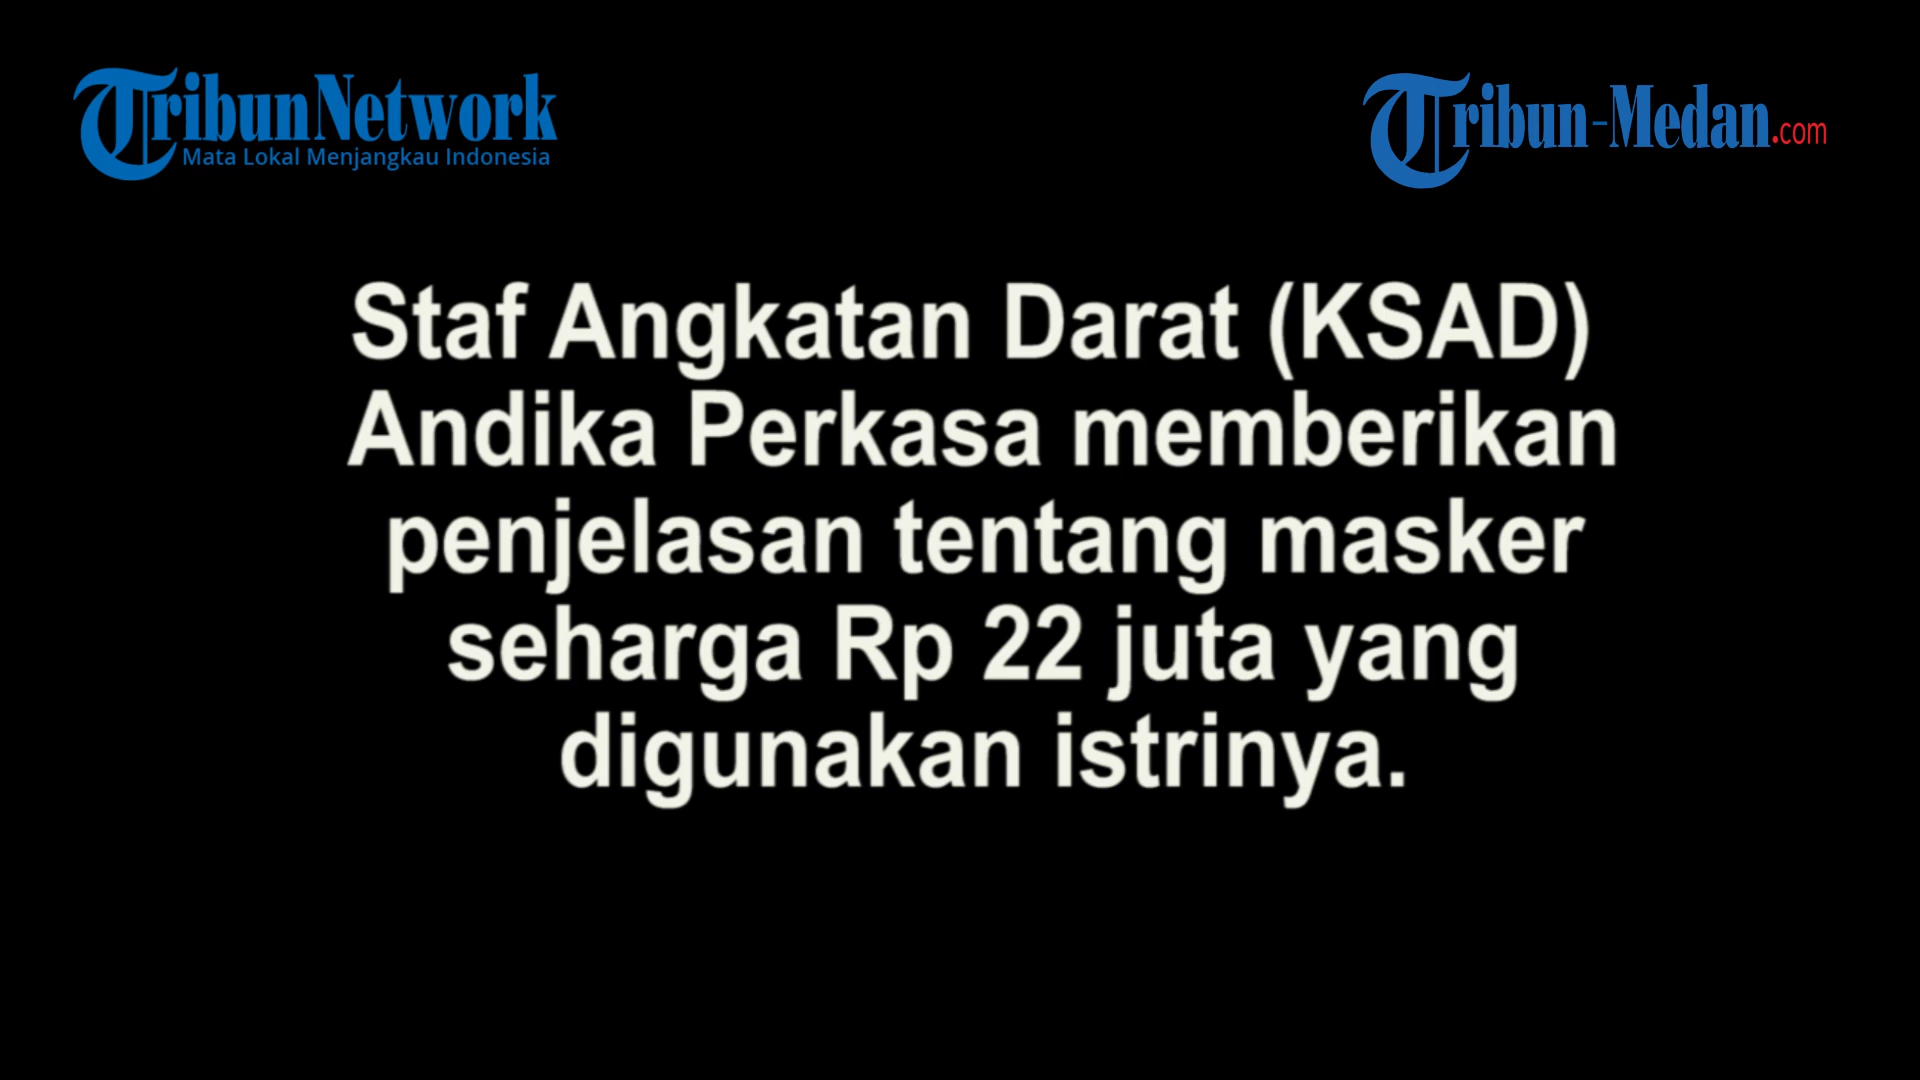 TribunNetwork
Mata Lokal Menjangkau Indonesia
Tribun-Medan.com
Staf Angkatan Darat (KSAD)
Andika Perkasa memberikan
penjelasan tentang masker
seharga Rp 22 juta yang
digunakan istrinya.